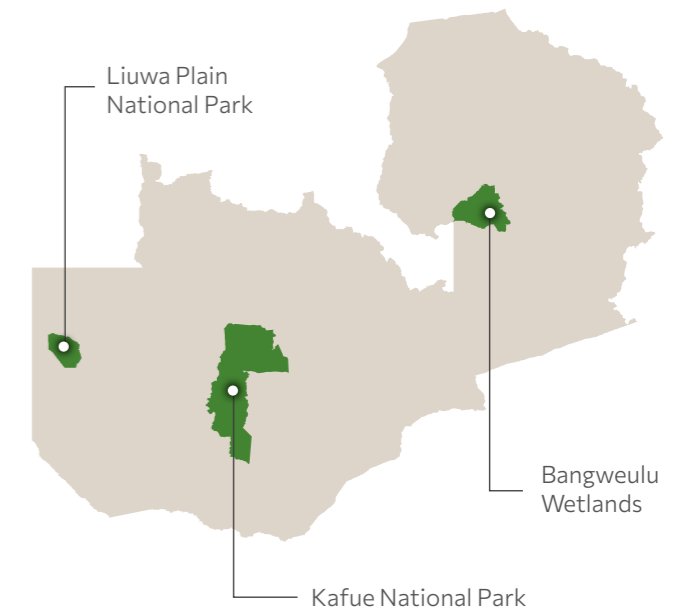 Liuwa Plain
National Park
Bangweulu
Wetlands
Kafue National Park